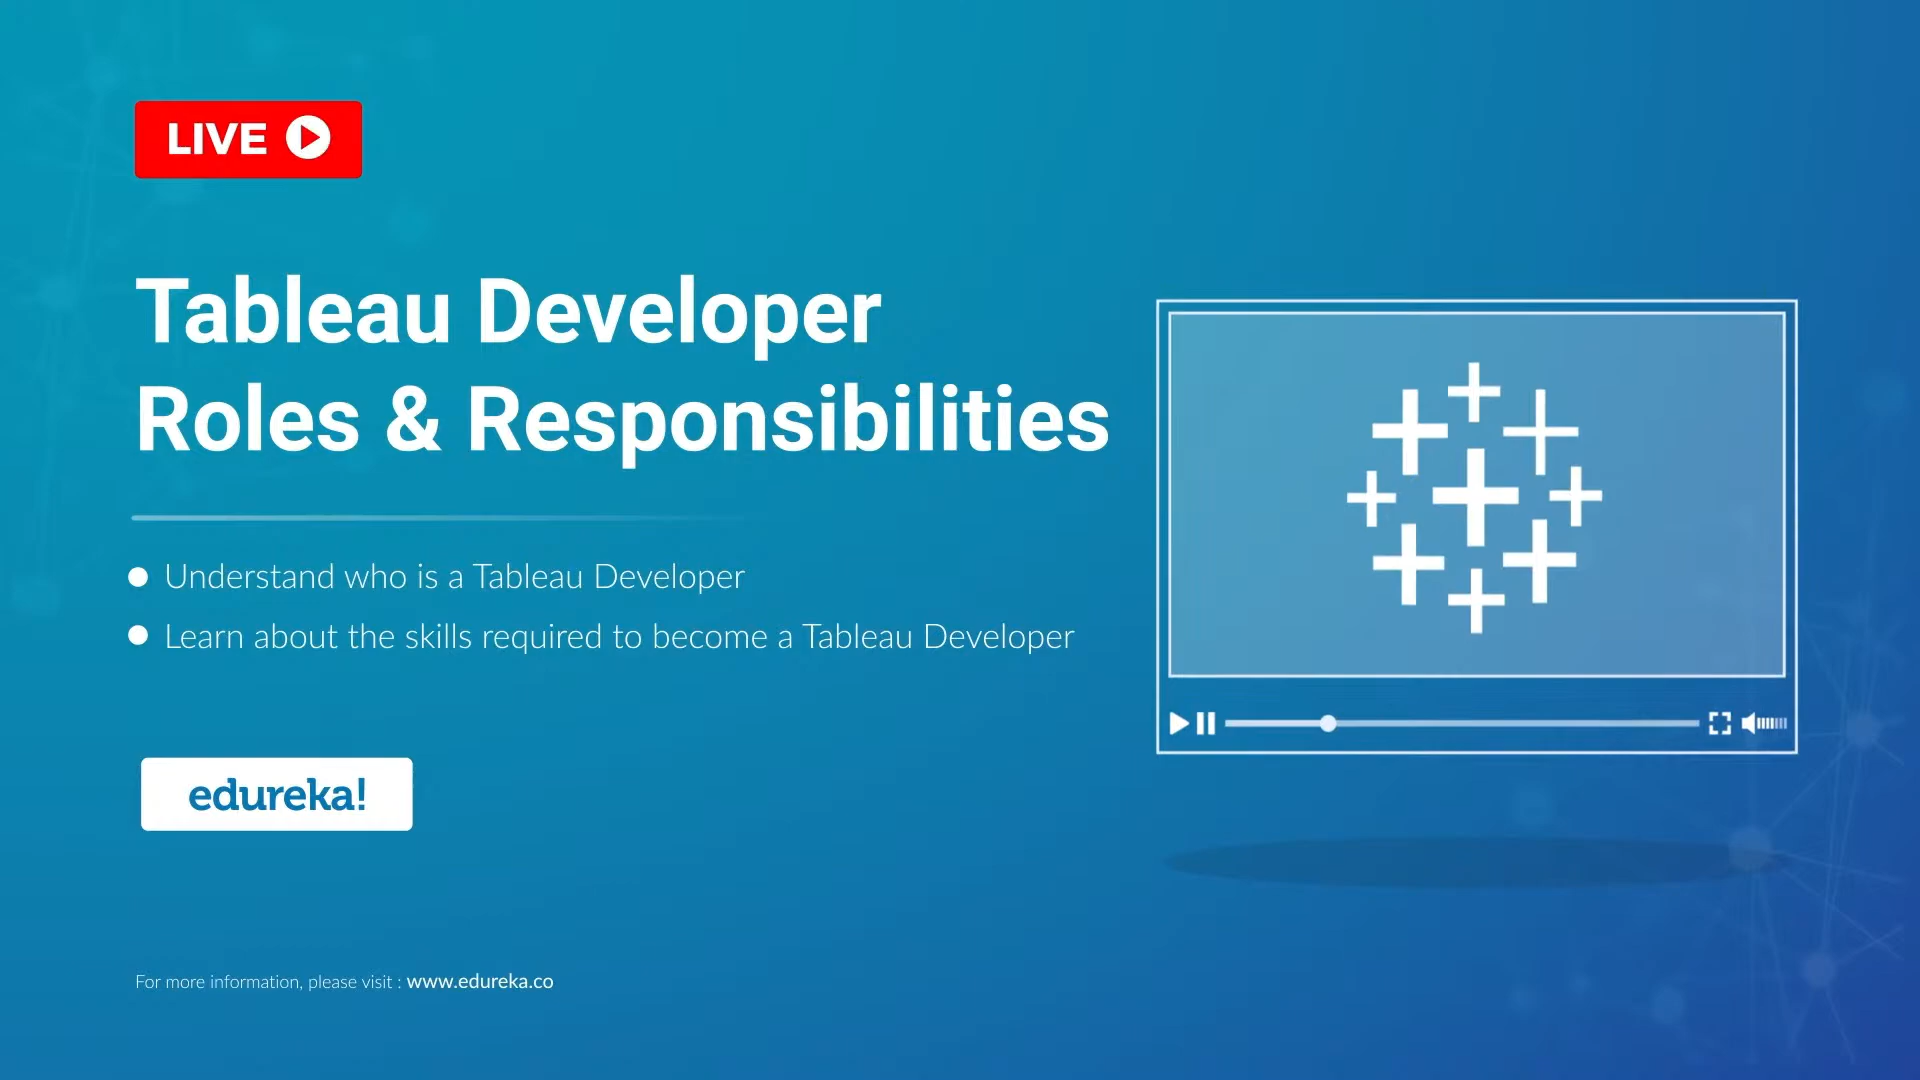 LIVE
Tableau Developer
Roles & Responsibilities
Understand who is a Tableau Developer
Learn about the skills required to become a Tableau Developer
edureka!
For more information, please visit : www.edureka.co